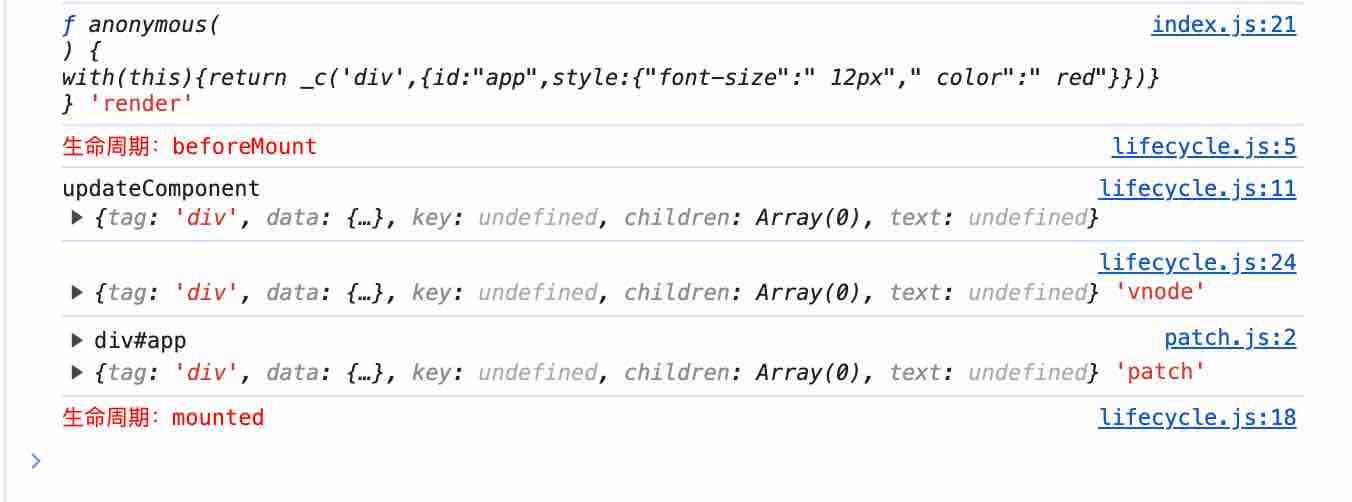 f anonymous( index.js:21
) {
with(this){return _c('div',{id:"app",style:{"font-size":" 12px"," color":" red"}})}
} 'render'
生命周期：beforeMount lifecycle.js:5
updateComponent lifecycle.js:11
{tag: 'div', data: {…}, key: undefined, children: Array(0), text: undefined}
lifecycle.js:24
{tag: 'div', data: {…}, key: undefined, children: Array(0), text: undefined} 'vnode'
div#app patch.js:2
{tag: 'div', data: {…}, key: undefined, children: Array(0), text: undefined} 'patch'
生命周期：mounted lifecycle.js:18